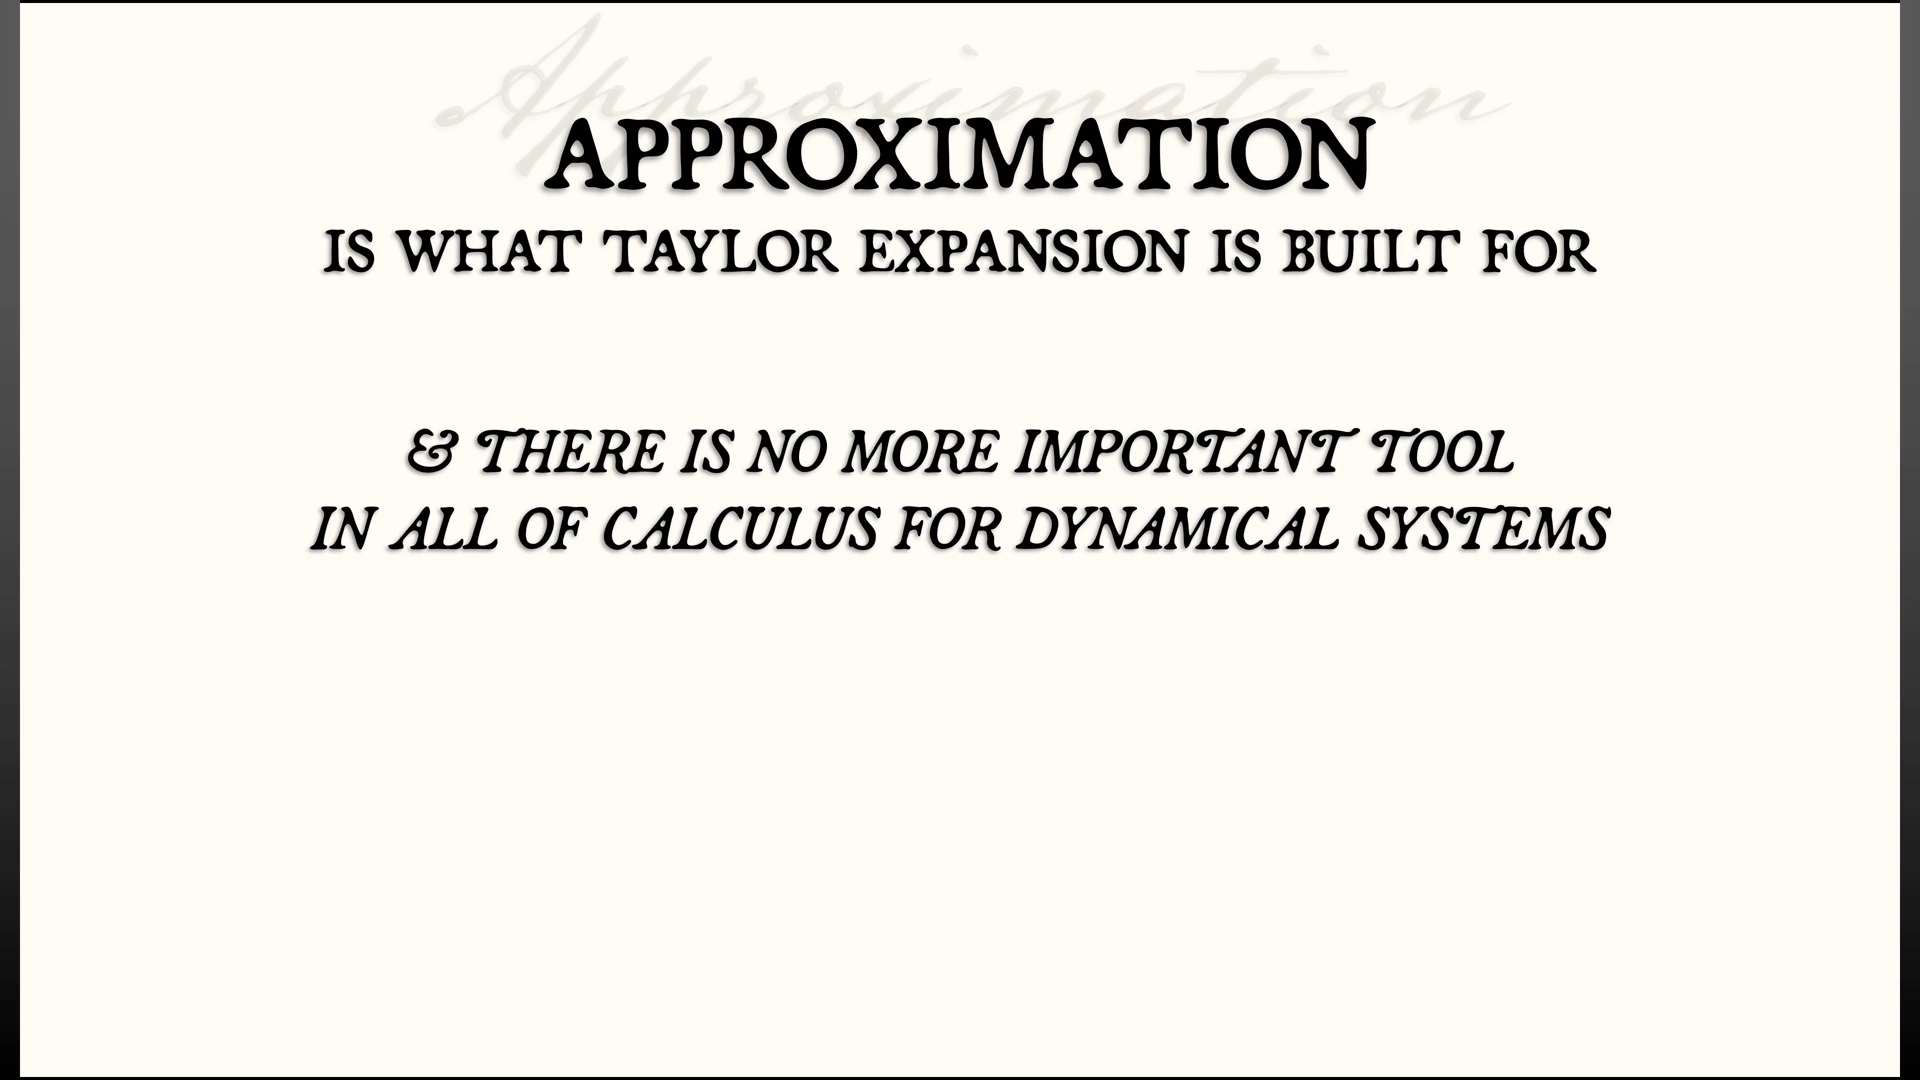 Approximation
APPROXIMATION
IS WHAT TAYLOR EXPANSION IS BUILT FOR
& THERE IS NO MORE IMPORTANT TOOL
IN ALL OF CALCULUS FOR DYNAMICAL SYSTEMS